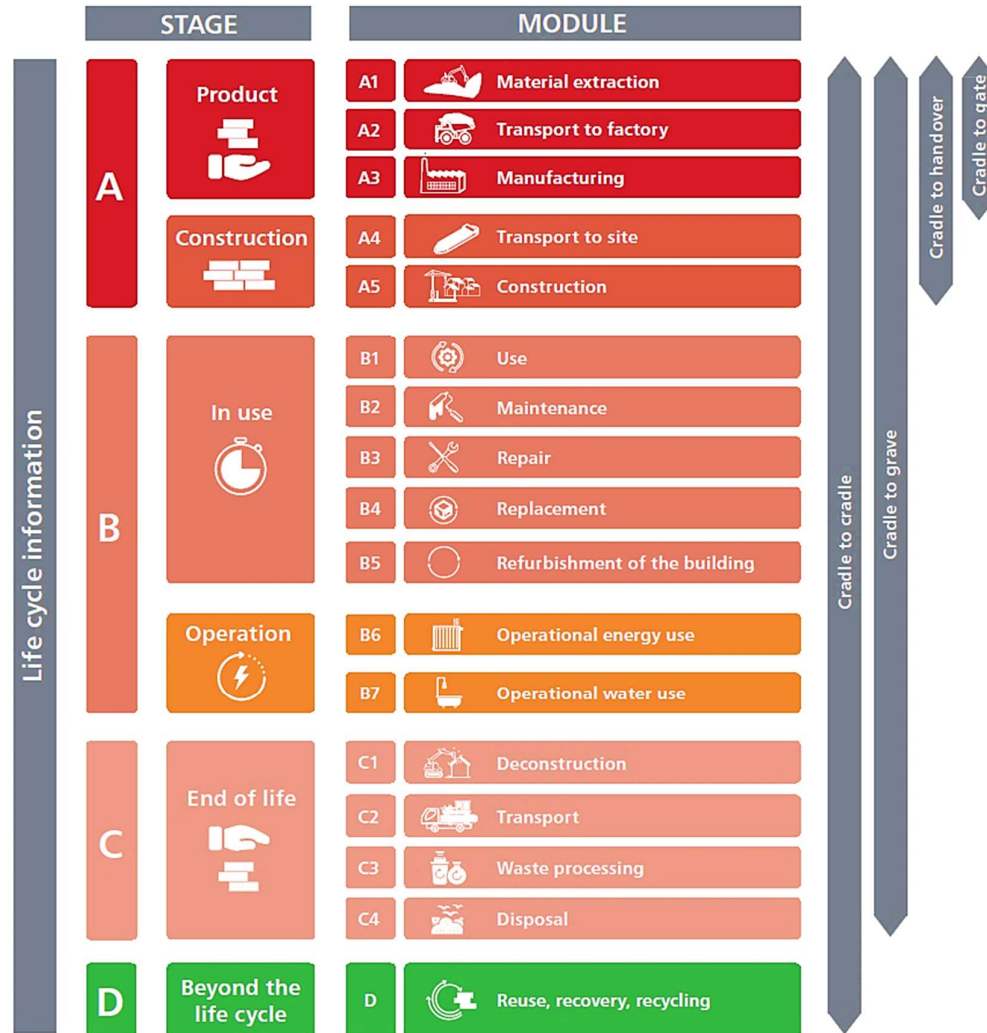 STAGE
MODULE
Life cycle information
A
Product
A1
Material extraction
A2
Transport to factory
A3
Manufacturing
Construction
A4
Transport to site
A5
Construction
B
In use
B1
Use
B2
Maintenance
B3
Repair
B4
Replacement
B5
Refurbishment of the building
Operation
B6
Operational energy use
B7
Operational water use
C
End of life
C1
Deconstruction
C2
Transport
C3
Waste processing
C4
Disposal
D
Beyond the
life cycle
D
Reuse, recovery, recycling
Cradle to cradle
Cradle to grave
Cradle to handover
Cradle to gate